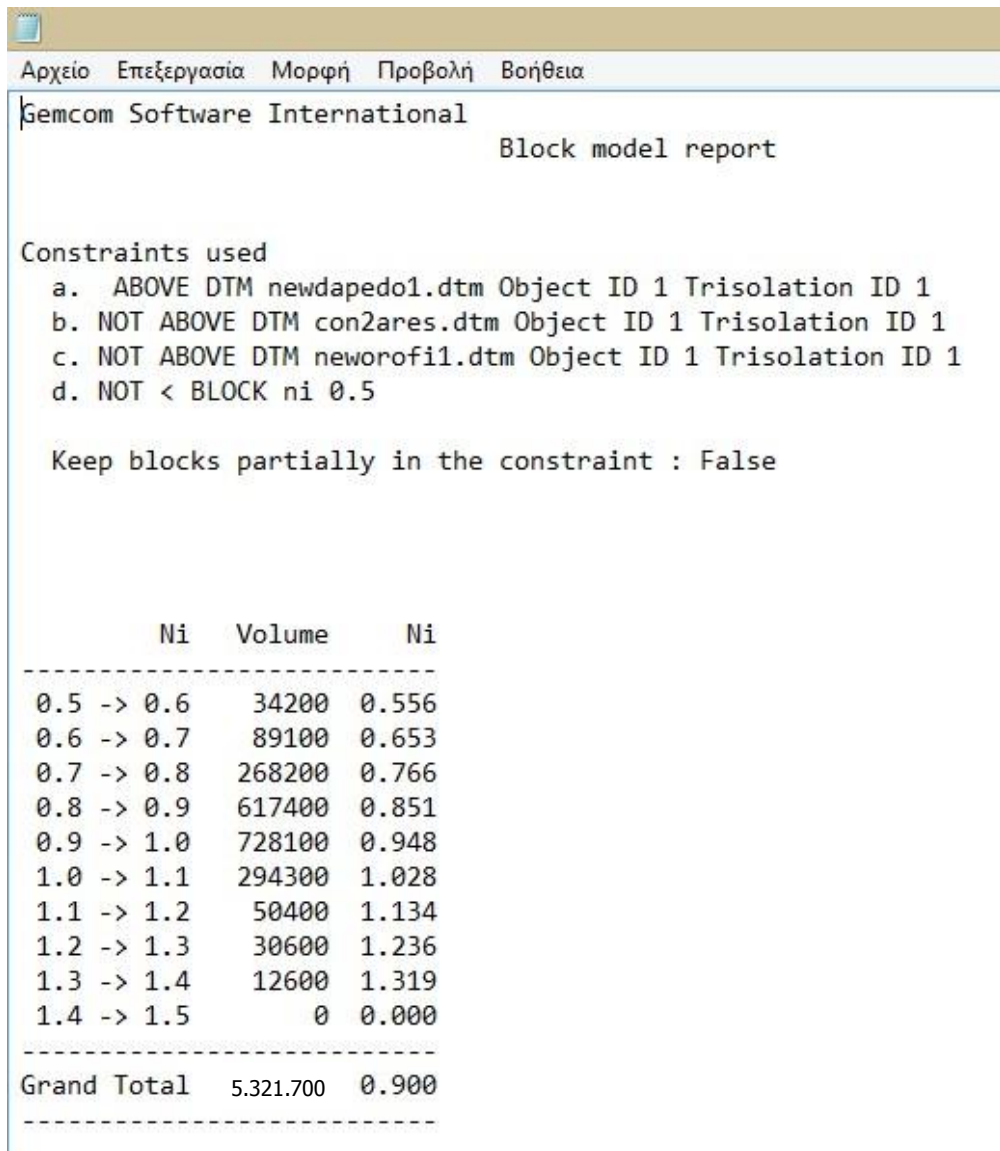 Αρχείο Επεξεργασία Μορφή Προβολή Βοήθεια
Gemcom Software International
Block model report
Constraints used
a. ABOVE DTM newdapedo1.dtm Object ID 1 Trisolation ID 1
b. NOT ABOVE DTM con2ares.dtm Object ID 1 Trisolation ID 1
c. NOT ABOVE DTM neworofi1.dtm Object ID 1 Trisolation ID 1
d. NOT < BLOCK ni 0.5
Keep blocks partially in the constraint : False
Ni Volume Ni
----------------------------
0.5 -> 0.6 34200 0.556
0.6 -> 0.7 89100 0.653
0.7 -> 0.8 268200 0.766
0.8 -> 0.9 617400 0.851
0.9 -> 1.0 728100 0.948
1.0 -> 1.1 294300 1.028
1.1 -> 1.2 50400 1.134
1.2 -> 1.3 30600 1.236
1.3 -> 1.4 12600 1.319
1.4 -> 1.5 0 0.000
----------------------------
Grand Total 5.321.700 0.900
----------------------------